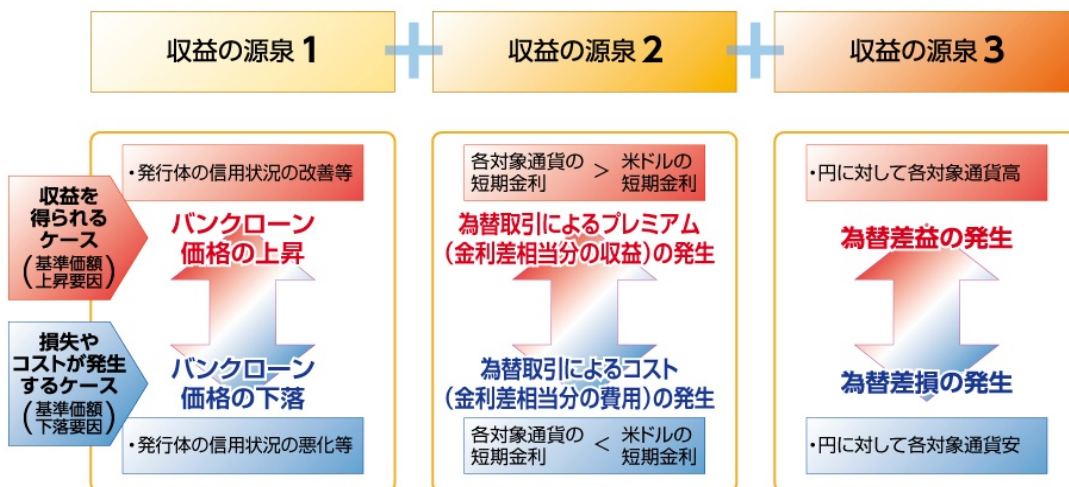 収益の源泉 1
収益の源泉 2
収益の源泉 3
収益を
得られる
ケース
(基準価額
上昇要因)
・発行体の信用状況の改善等
バンクローン
価格の上昇
各対象通貨の
短期金利
>
米ドルの
短期金利
為替取引によるプレミアム
(金利差相当分の収益)の発生
・円に対して各対象通貨高
為替差益の発生
損失や
コストが発生
するケース
(基準価額
下落要因)
バンクローン
価格の下落
・発行体の信用状況の悪化等
為替取引によるコスト
(金利差相当分の費用)の発生
各対象通貨の
短期金利
<
米ドルの
短期金利
為替差損の発生
・円に対して各対象通貨安